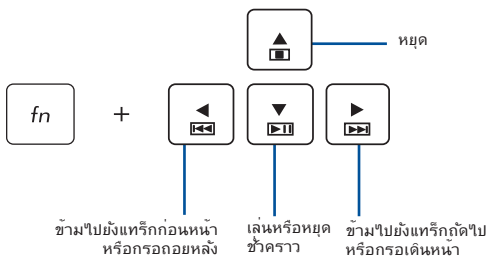 หยุด
fn
+
ข้ามไปยังแทร็กก่อนหน้า
หรือกรอถอยหลัง
เล่นหรือหยุด
ชั่วคราว
ข้ามไปยังแทร็กถัดไป
หรือกรอเดินหน้า